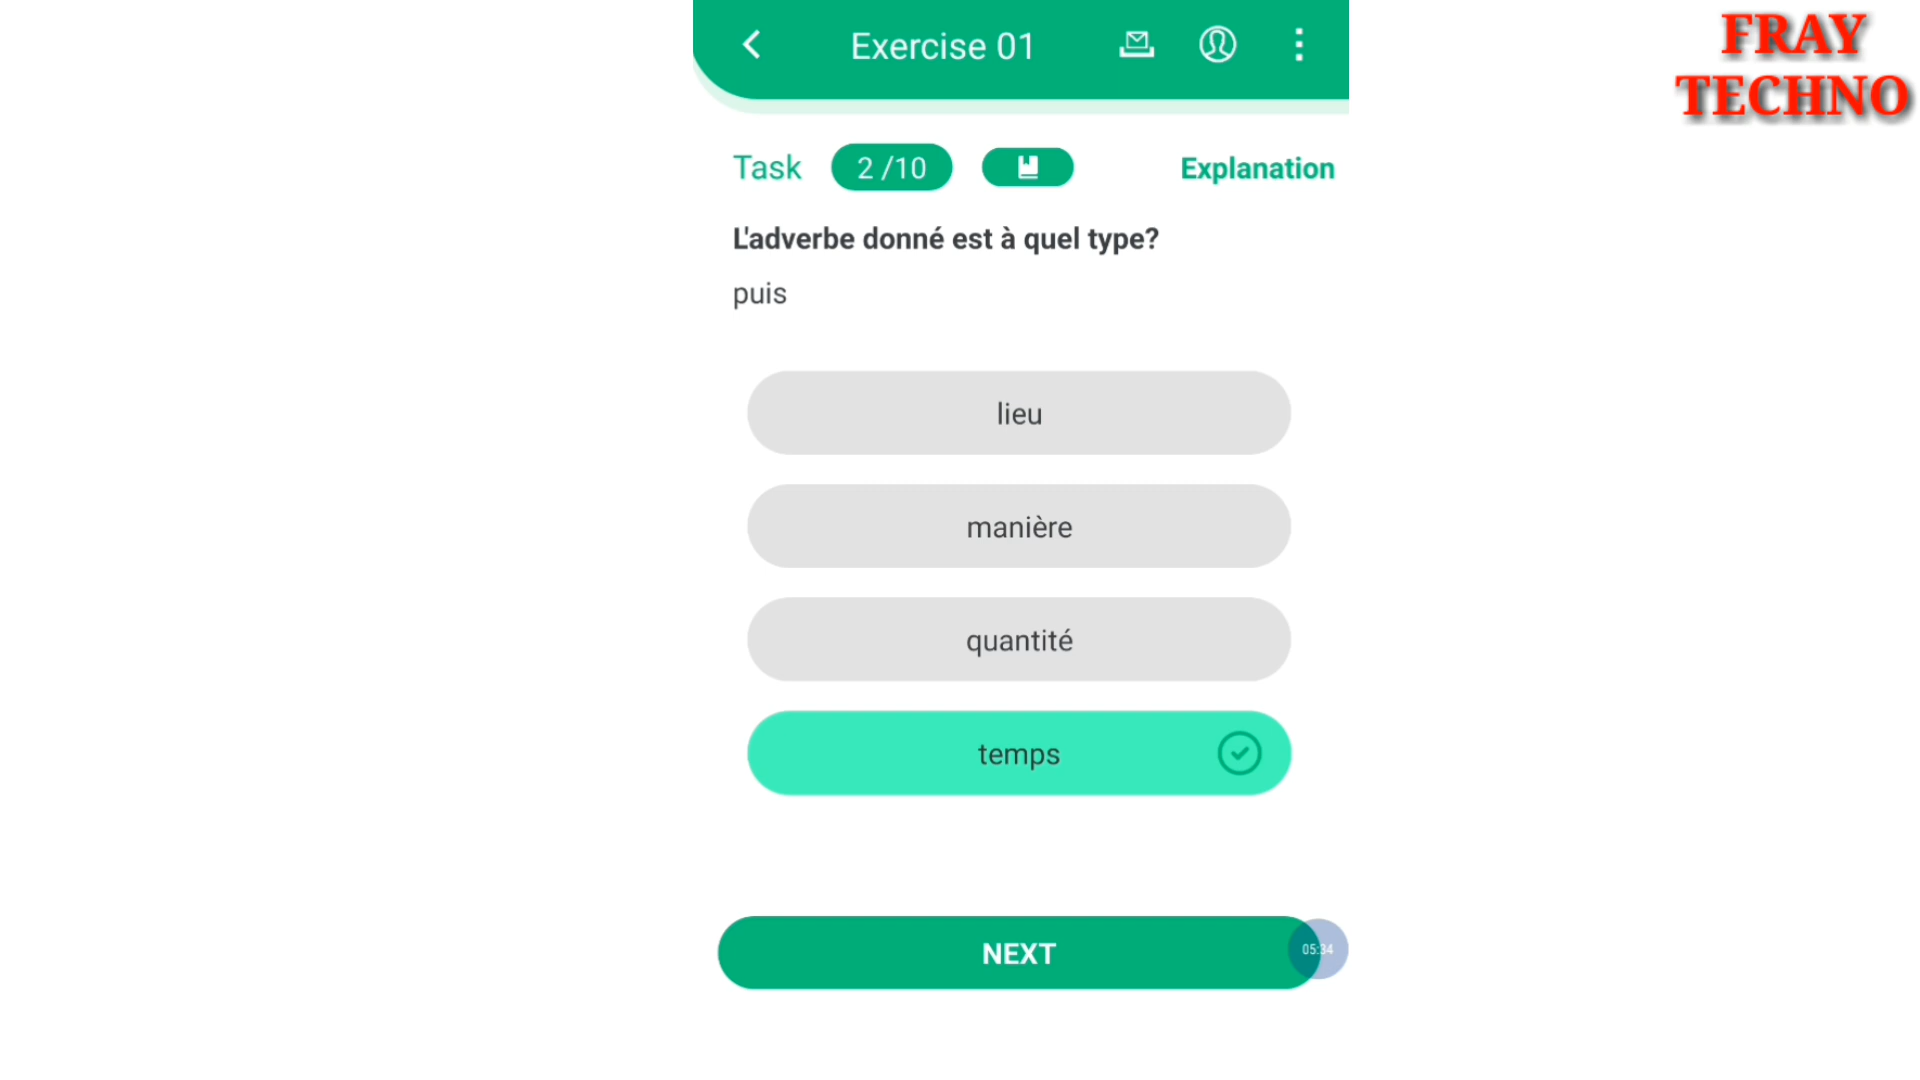 Exercise 01
FRAY
TECHNO
Task 2 /10 Explanation
L'adverbe donné est à quel type?
puis
lieu
manière
quantité
temps
NEXT
05:34